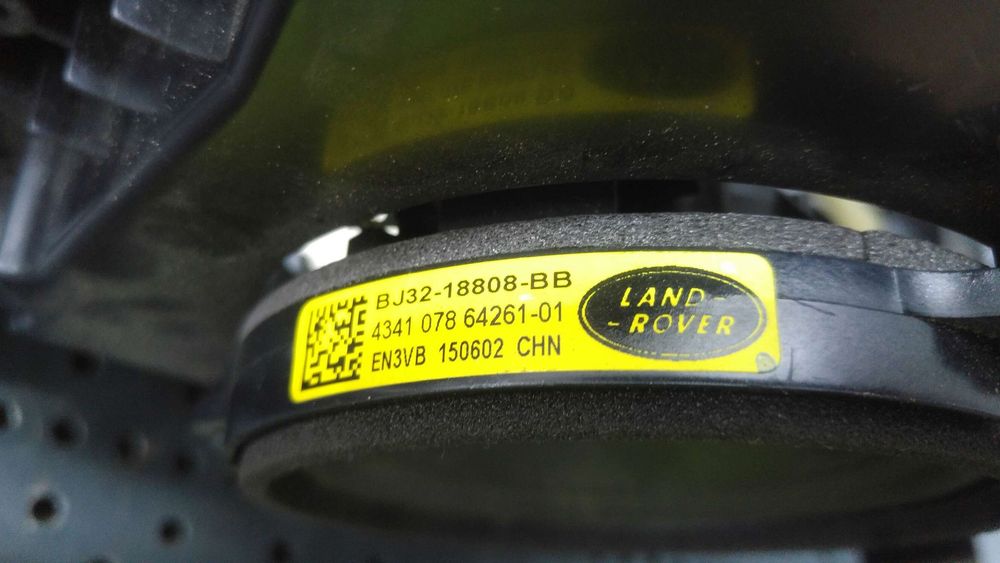 BJ32-18808-BB
4341 078 64261-01
EN3VB 150602 CHN
LAND-
-ROVER